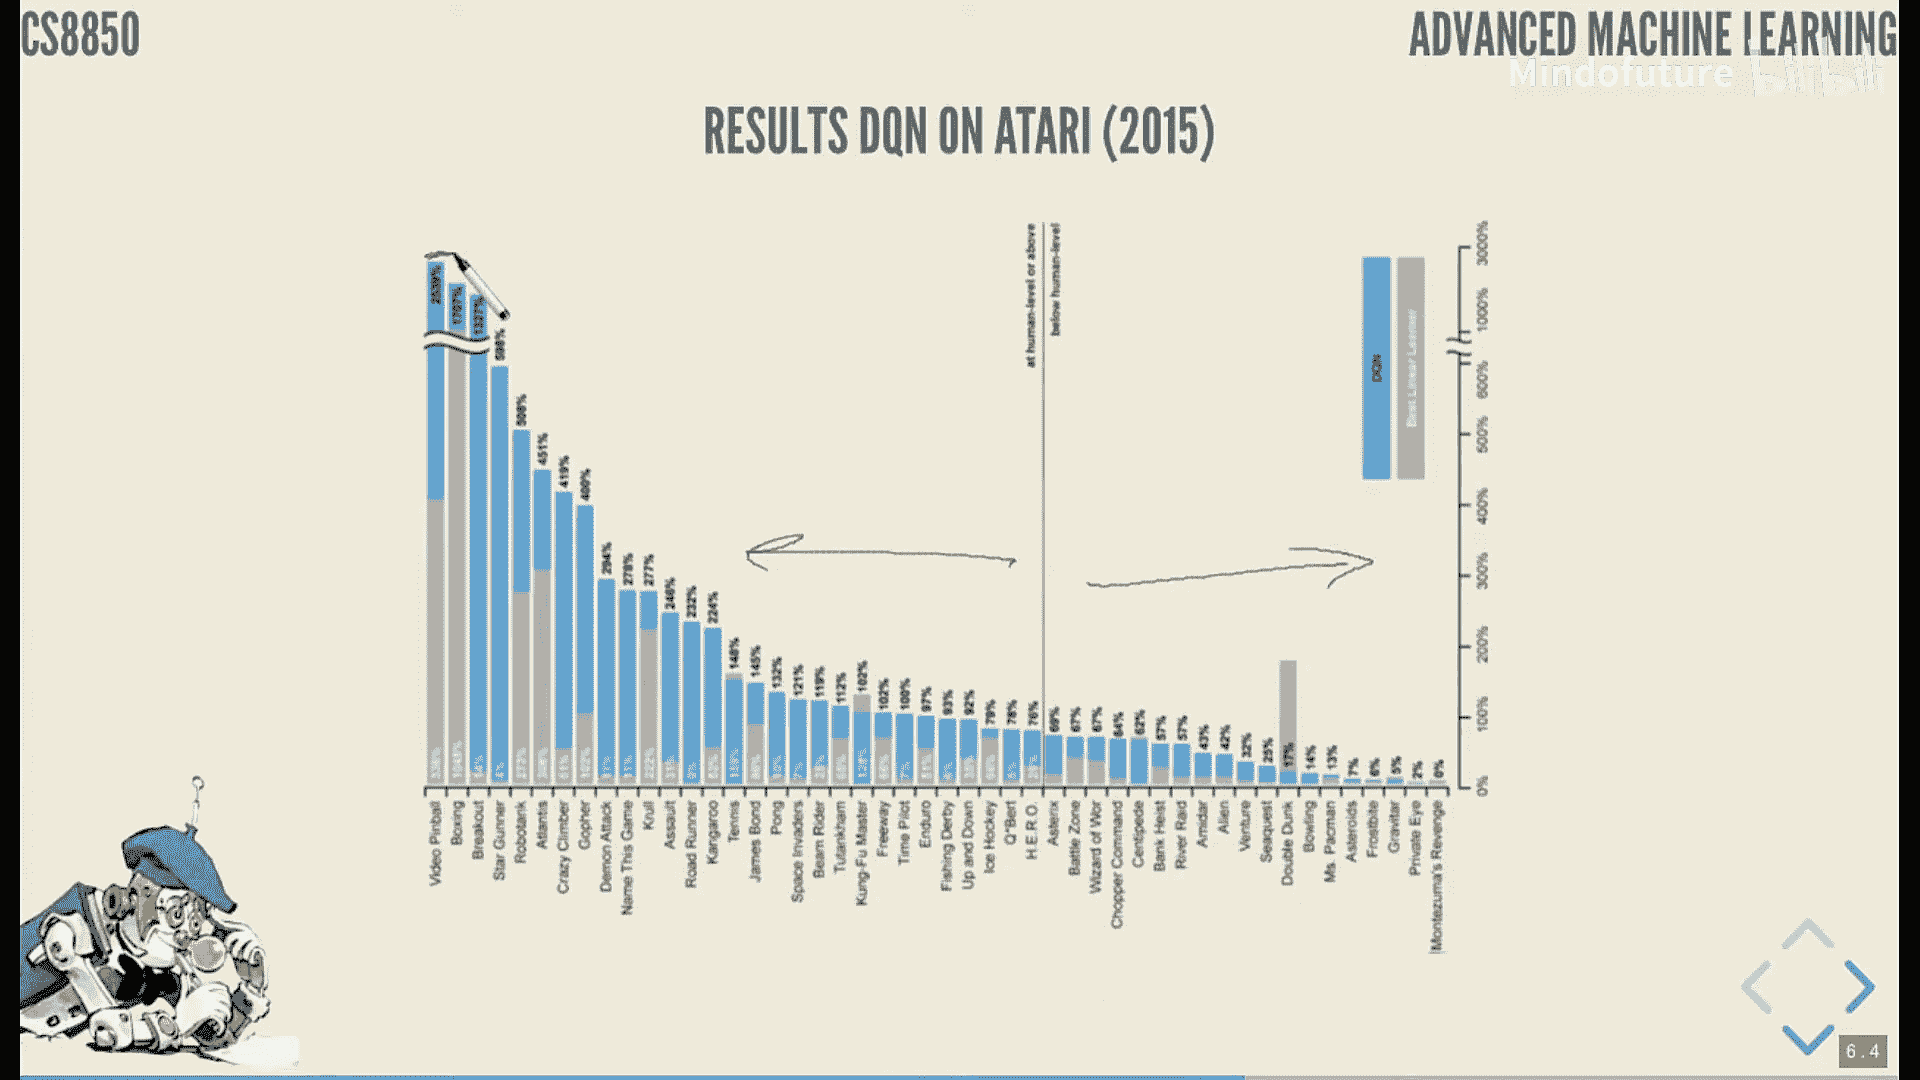 CS8850
ADVANCED MACHINE LEARNING
Mindofuture bilibili
RESULTS DQN ON ATARI (2015)
at human-level or above
below human-level
DQN
Best Linear Learner
3000%
1000%
600%
500%
400%
300%
200%
100%
0%
2539%
1707%
1327%
598%
508%
451%
419%
400%
294%
278%
277%
246%
232%
224%
148%
145%
132%
121%
119%
112%
102%
102%
100%
97%
93%
92%
79%
78%
76%
69%
67%
67%
64%
62%
57%
57%
43%
42%
32%
25%
17%
14%
13%
7%
6%
5%
2%
0%
Video Pinball
Boxing
Breakout
Star Gunner
Robotank
Atlantis
Crazy Climber
Gopher
Demon Attack
Name This Game
Krull
Assault
Road Runner
Kangaroo
Tennis
James Bond
Pong
Space Invaders
Beam Rider
Tutankham
Kung-Fu Master
Freeway
Time Pilot
Enduro
Fishing Derby
Up and Down
Ice Hockey
Q*Bert
H.E.R.O.
Asterix
Battle Zone
Wizard of Wor
Chopper Command
Centipede
Bank Heist
River Raid
Amidar
Alien
Venture
Seaquest
Double Dunk
Bowling
Ms. Pacman
Asteroids
Frostbite
Gravitar
Private Eye
Montezuma's Revenge
6.4